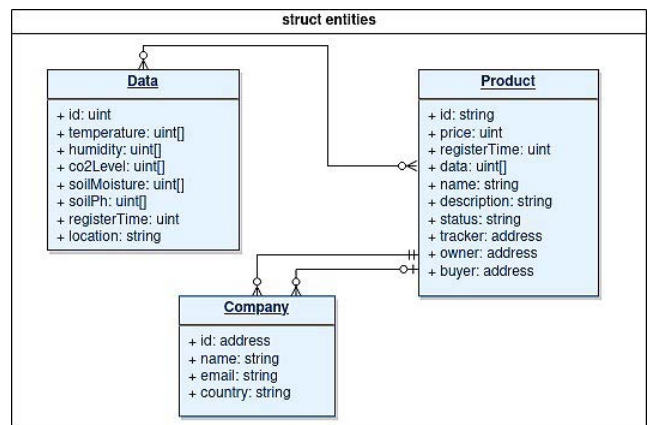 struct entities
Data
+ id: uint
+ temperature: uint[]
+ humidity: uint[]
+ co2Level: uint[]
+ soilMoisture: uint[]
+ soilPh: uint[]
+ registerTime: uint
+ location: string
Product
+ id: string
+ price: uint
+ registerTime: uint
+ data: uint[]
+ name: string
+ description: string
+ status: string
+ tracker: address
+ owner: address
+ buyer: address
Company
+ id: address
+ name: string
+ email: string
+ country: string